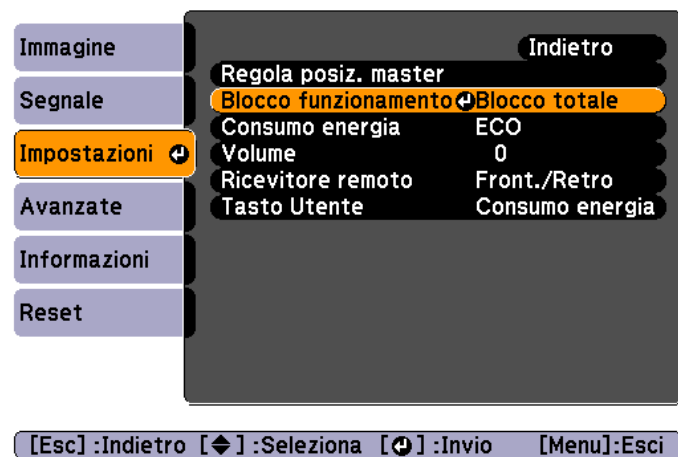 Immagine
Segnale
Impostazioni
Avanzate
Informazioni
Reset
Indietro
Regola posiz. master
Blocco funzionamento Blocco totale
Consumo energia ECO
Volume 0
Ricevitore remoto Front./Retro
Tasto Utente Consumo energia
[Esc] :Indietro [◆] :Seleziona [⏎] :Invio [Menu]:Esci